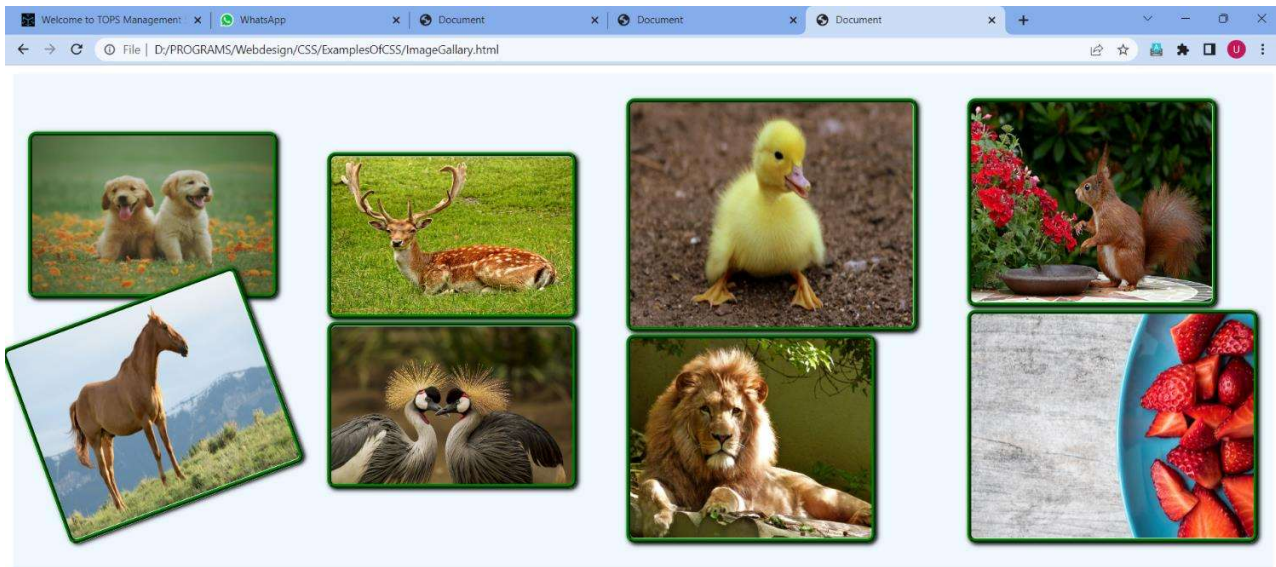 Welcome to TOPS Management
WhatsApp
Document
Document
Document
File | D:/PROGRAMS/Webdesign/CSS/ExamplesOfCSS/ImageGallary.html
U